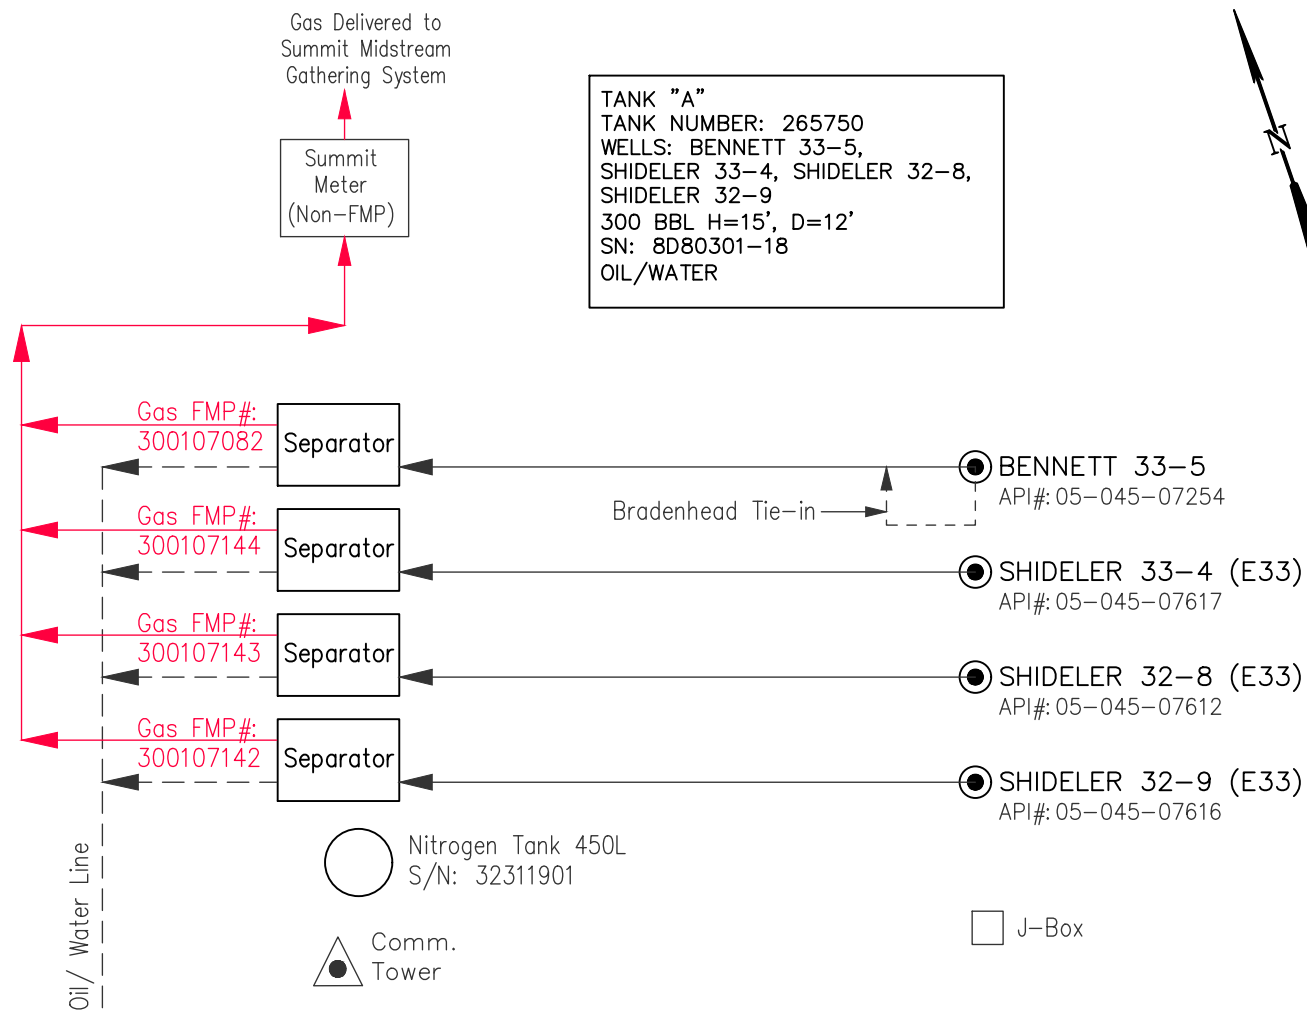 Gas Delivered to
Summit Midstream
Gathering System
Summit
Meter
(Non-FMP)
TANK "A"
TANK NUMBER: 265750
WELLS: BENNETT 33-5,
SHIDELER 33-4, SHIDELER 32-8,
SHIDELER 32-9
300 BBL H=15', D=12'
SN: 8D80301-18
OIL/WATER
N
Gas FMP#:
300107082
Separator
BENNETT 33-5
API#: 05-045-07254
Bradenhead Tie-in
Gas FMP#:
300107144
Separator
SHIDELER 33-4 (E33)
API#: 05-045-07617
Gas FMP#:
300107143
Separator
SHIDELER 32-8 (E33)
API#: 05-045-07612
Gas FMP#:
300107142
Separator
SHIDELER 32-9 (E33)
API#: 05-045-07616
Oil/ Water Line
Nitrogen Tank 450L
S/N: 32311901
Comm.
Tower
J-Box